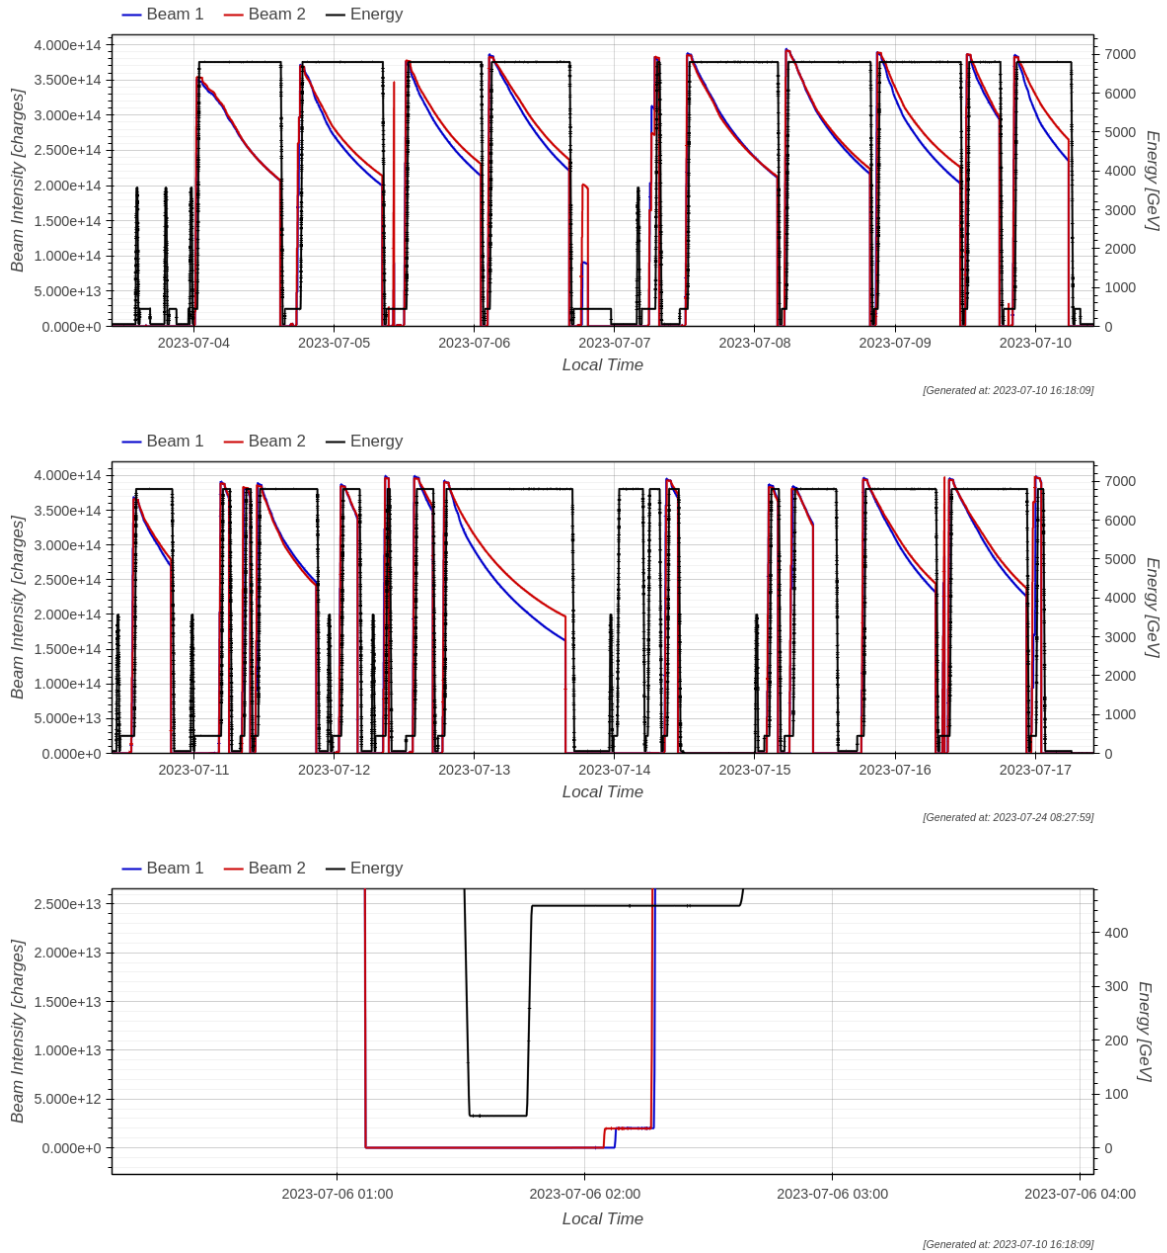 Beam 1 Beam 2 Energy
4.000e+14
3.500e+14
3.000e+14
2.500e+14
2.000e+14
1.500e+14
1.000e+14
5.000e+13
0.000e+0
Beam Intensity [charges]
7000
6000
5000
4000
3000
2000
1000
0
Energy [GeV]
2023-07-04 2023-07-05 2023-07-06 2023-07-07 2023-07-08 2023-07-09 2023-07-10
Local Time
[Generated at: 2023-07-10 16:18:09]
Beam 1 Beam 2 Energy
4.000e+14
3.500e+14
3.000e+14
2.500e+14
2.000e+14
1.500e+14
1.000e+14
5.000e+13
0.000e+0
Beam Intensity [charges]
7000
6000
5000
4000
3000
2000
1000
0
Energy [GeV]
2023-07-11 2023-07-12 2023-07-13 2023-07-14 2023-07-15 2023-07-16 2023-07-17
Local Time
[Generated at: 2023-07-24 08:27:59]
Beam 1 Beam 2 Energy
2.500e+13
2.000e+13
1.500e+13
1.000e+13
5.000e+12
0.000e+0
Beam Intensity [charges]
400
300
200
100
0
Energy [GeV]
2023-07-06 01:00 2023-07-06 02:00 2023-07-06 03:00 2023-07-06 04:00
Local Time
[Generated at: 2023-07-10 16:18:09]